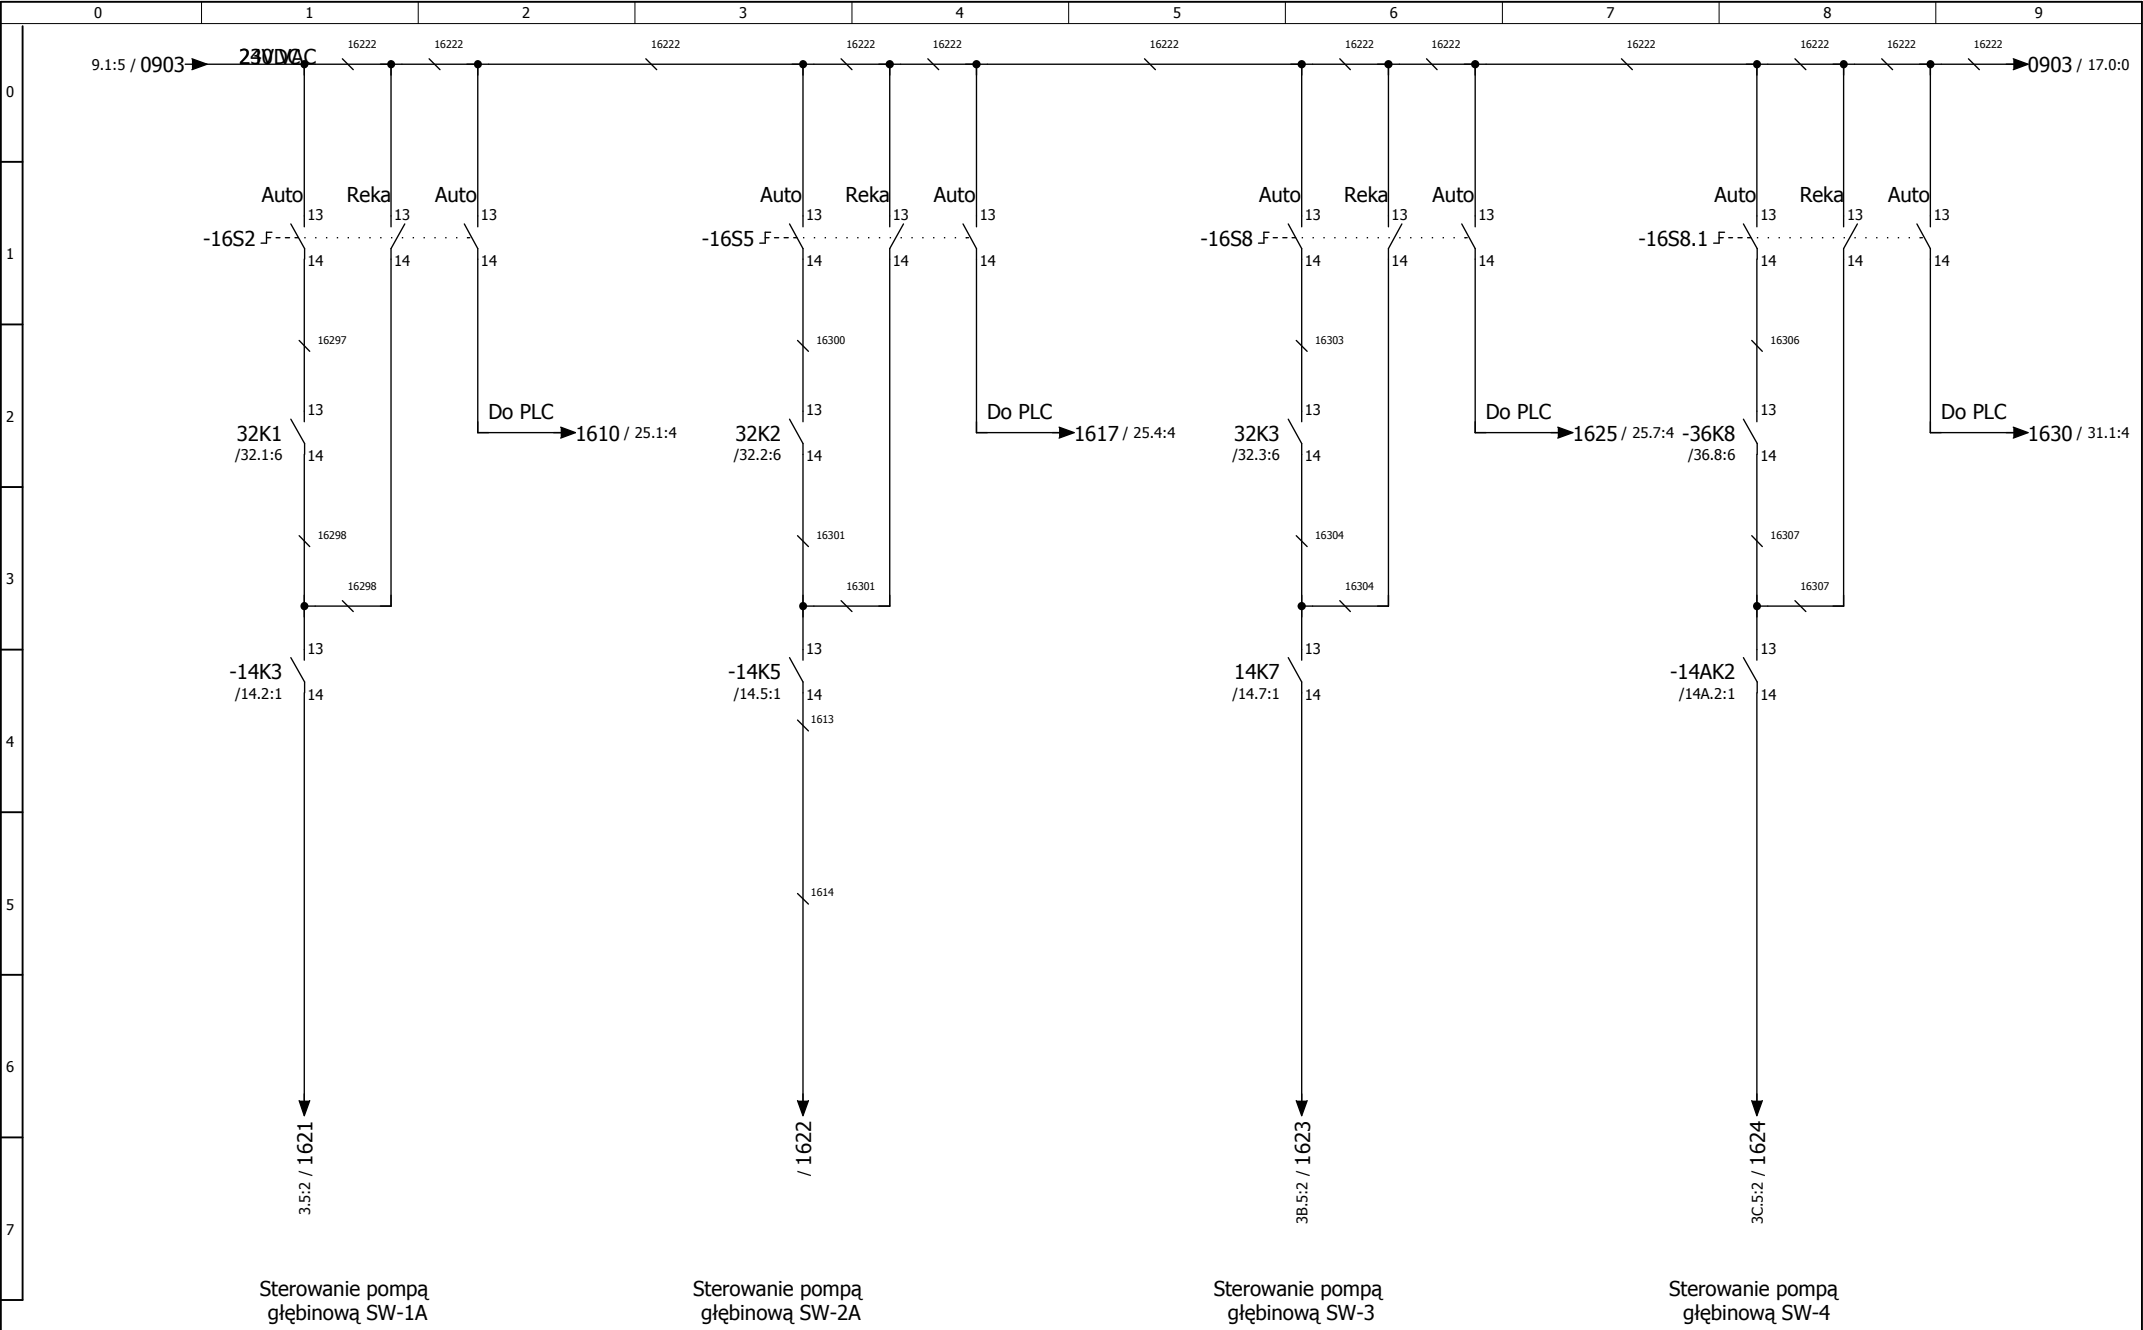 0 1 2 3 4 5 6 7 8 9
16222 16222 16222 16222 16222 16222 16222 16222 16222 16222 16222 16222
9.1:5 / 0903 0903 / 17.0:0
0
Auto Reka Auto Auto Reka Auto Auto Reka Auto Auto Reka Auto
13 13 13 13 13 13 13 13 13 13 13 13
-16S2 -16S5 -16S8 -16S8.1
1
14 14 14 14 14 14 14 14 14 14 14 14
16297 16300 16303 16306
13 Do PLC 13 Do PLC 13 Do PLC 13 Do PLC
2
32K1 1610 / 25.1:4 32K2 1617 / 25.4:4 32K3 1625 / 25.7:4 -36K8 1630 / 31.1:4
/32.1:6 14 /32.2:6 14 /32.3:6 14 /36.8:6 14
16298 16301 16304 16307
3
16298 16301 16304 16307
13 13 13 13
-14K3 -14K5 14K7 -14AK2
/14.2:1 14 /14.5:1 14 /14.7:1 14 /14A.2:1 14
1613
4
1614
5
6
3.5:2 / 1621 / 1622 3B.5:2 / 1623 3C.5:2 / 1624
7
Sterowanie pompą Sterowanie pompą Sterowanie pompą Sterowanie pompą
głębinową SW-1A głębinową SW-2A głębinową SW-3 głębinową SW-4